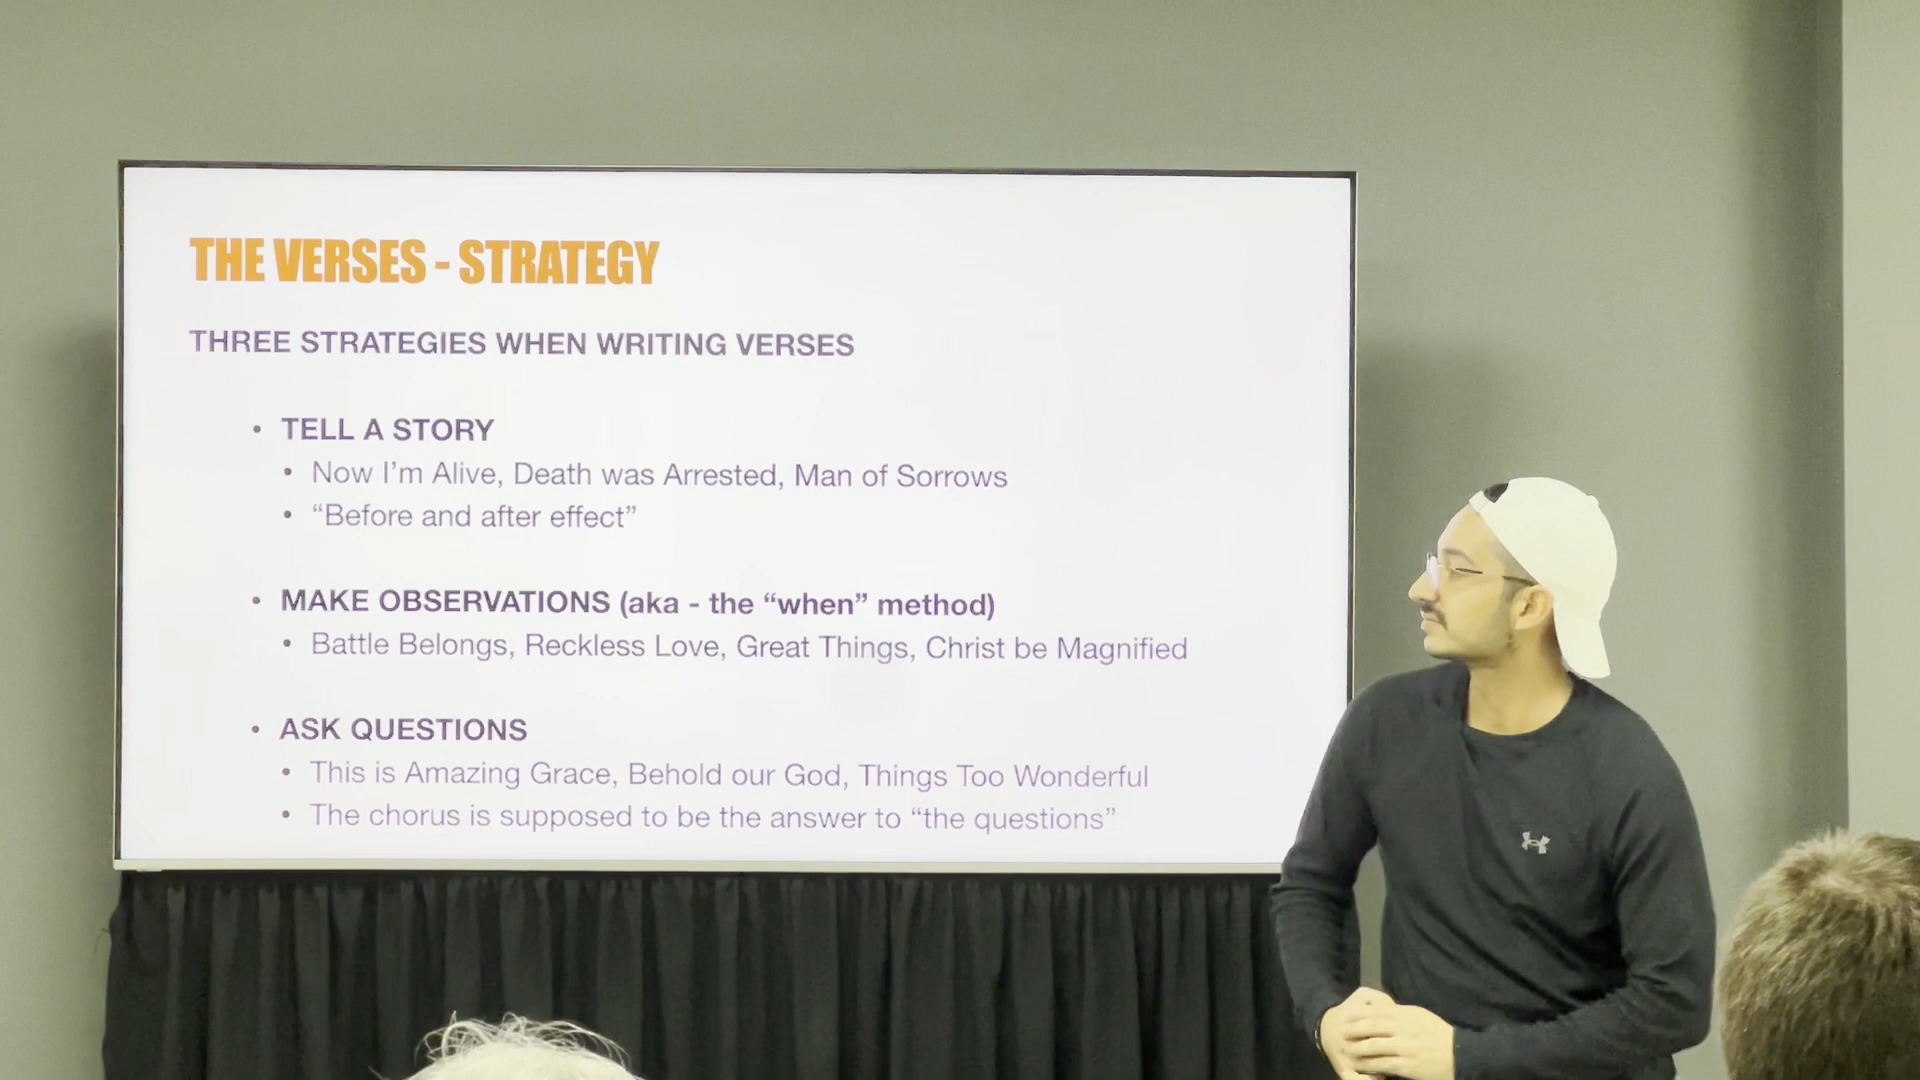 THE VERSES - STRATEGY
THREE STRATEGIES WHEN WRITING VERSES
• TELL A STORY
• Now I'm Alive, Death was Arrested, Man of Sorrows
• “Before and after effect”
• MAKE OBSERVATIONS (aka - the “when” method)
• Battle Belongs, Reckless Love, Great Things, Christ be Magnified
• ASK QUESTIONS
• This is Amazing Grace, Behold our God, Things Too Wonderful
• The chorus is supposed to be the answer to “the questions”